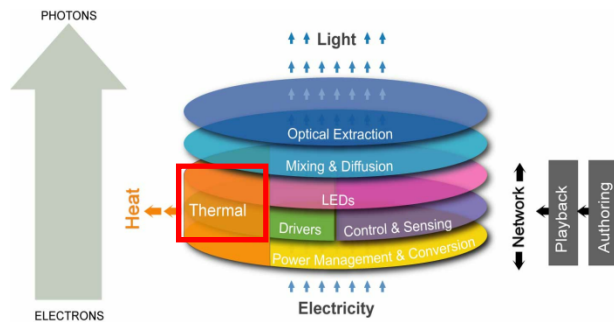 PHOTONS
Light
Optical Extraction
Mixing & Diffusion
LEDs
Heat
Thermal
Drivers
Control & Sensing
Power Management & Conversion
Network
Playback
Authoring
Electricity
ELECTRONS